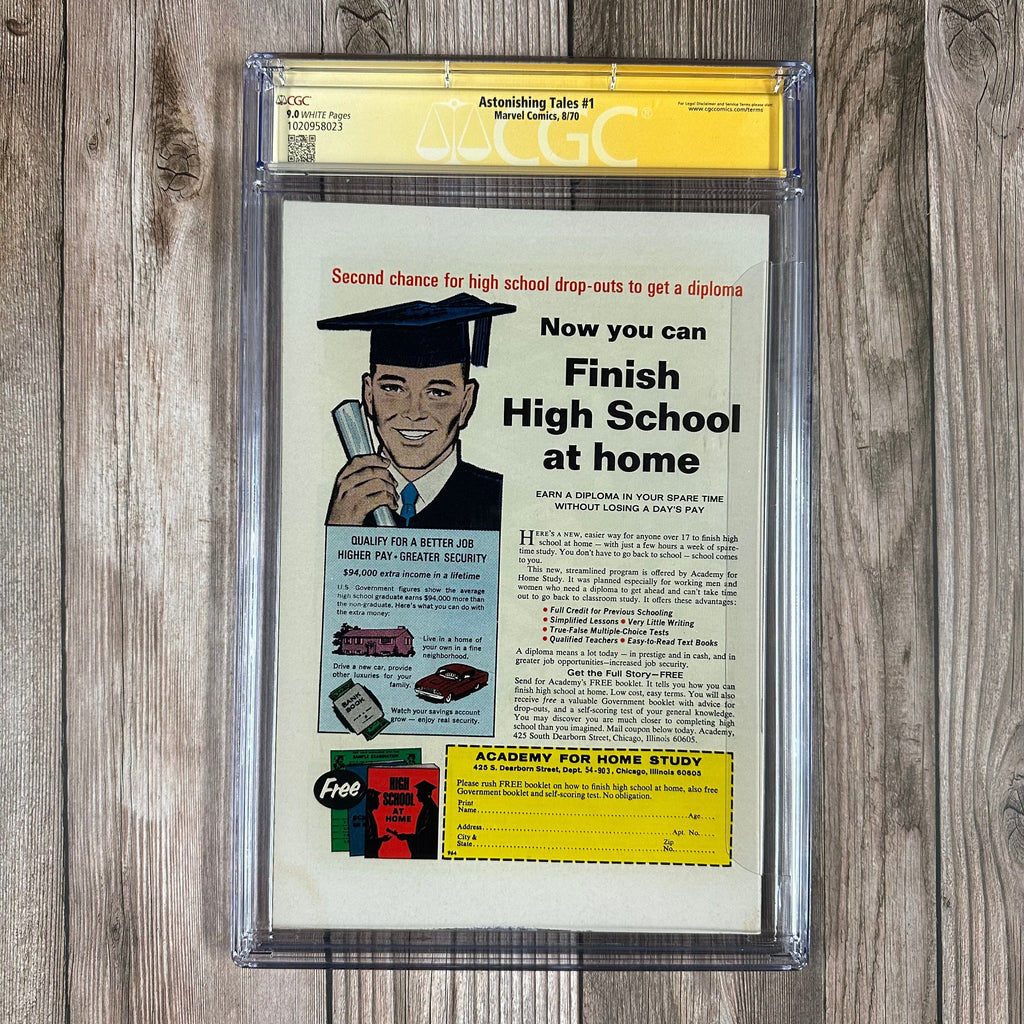 CGC
9.0 WHITE Pages
1020958023
Astonishing Tales #1
Marvel Comics, 8/70
CGC®
For Legal Disclaimer and Service Terms please visit:
www.cgccomics.com/terms
Second chance for high school drop-outs to get a diploma
Now you can
Finish
High School
at home
EARN A DIPLOMA IN YOUR SPARE TIME
WITHOUT LOSING A DAY'S PAY
HERE'S A NEW, easier way for anyone over 17 to finish high
school at home — with just a few hours a week of spare-
time study. You don't have to go back to school — school comes
to you.
This new, streamlined program is offered by Academy for
Home Study. It was planned especially for working men and
women who need a diploma to get ahead and can't take time
out to go back to classroom study. It offers these advantages:
• Full Credit for Previous Schooling
• Simplified Lessons • Very Little Writing
• True-False Multiple-Choice Tests
• Qualified Teachers • Easy-to-Read Text Books
A diploma means a lot today — in prestige and in cash, and in
greater job opportunities—increased job security.
Get the Full Story—FREE
Send for Academy's FREE booklet. It tells you how you can
finish high school at home. Low cost, easy terms. You will also
receive free a valuable Government booklet with advice for
drop-outs, and a self-scoring test of your general knowledge.
You may discover you are much closer to completing high
school than you imagined. Mail coupon below today. Academy,
425 South Dearborn Street, Chicago, Illinois 60605.
QUALIFY FOR A BETTER JOB
HIGHER PAY • GREATER SECURITY
$94,000 extra income in a lifetime
U.S. Government figures show the average
high school graduate earns $94,000 more than
the non-graduate. Here's what you can do with
the extra money:
Live in a home of
your own in a fine
neighborhood.
Drive a new car, provide
other luxuries for your
family.
BANK
BOOK
Watch your savings account
grow — enjoy real security.
Free
SAMPLE EXAMINATION
HIGH
SCHOOL
AT
HOME
ACADEMY FOR HOME STUDY
425 S. Dearborn Street, Dept. 54-903, Chicago, Illinois 60605
Please rush FREE booklet on how to finish high school at home, also free
Government booklet and self-scoring test. No obligation.
Print
Name Age
Address Apt. No.
City & Zip
State No.
964